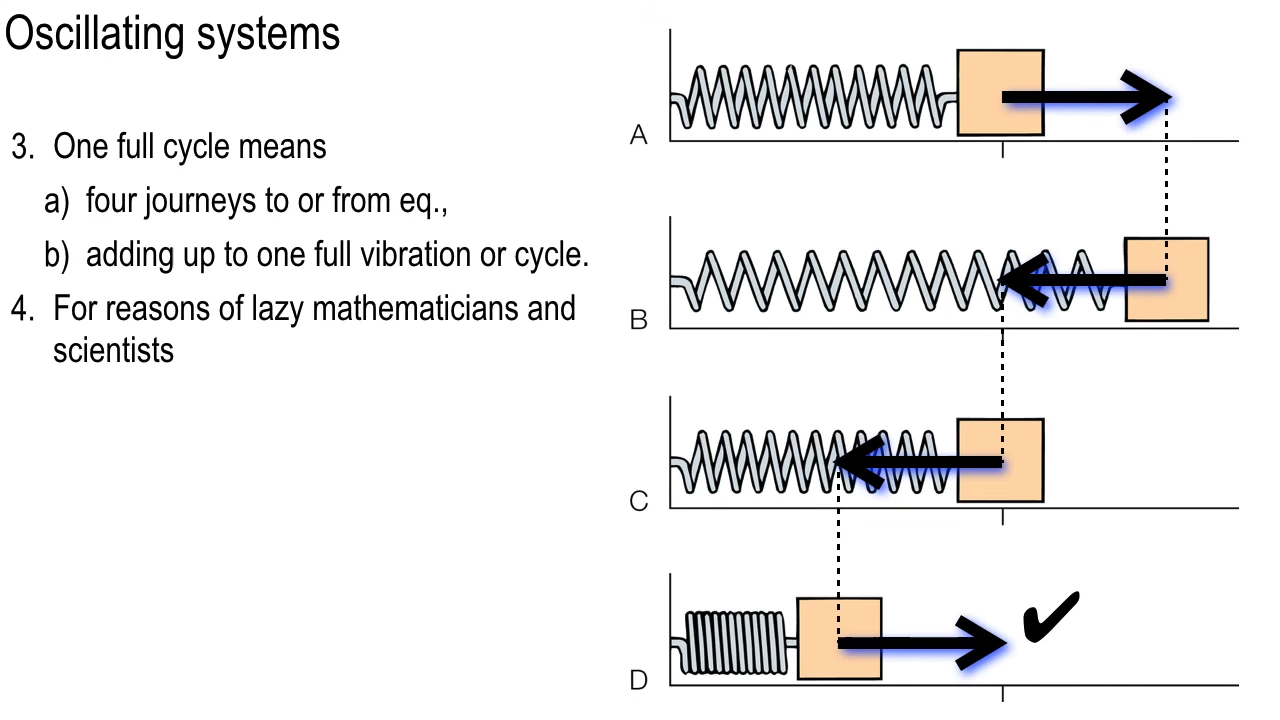 Oscillating systems
3. One full cycle means
a) four journeys to or from eq.,
b) adding up to one full vibration or cycle.
4. For reasons of lazy mathematicians and
scientists
A
B
C
D